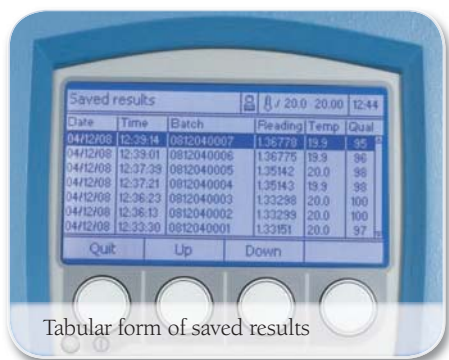 Saved results / 20.0 20.00 12:44
Date Time Batch Reading Temp Qual
04/12/08 12:39:14 0812040007 1.36778 19.9 95
04/12/08 12:39:01 0812040006 1.36775 19.9 96
04/12/08 12:37:39 0812040005 1.35142 20.0 98
04/12/08 12:37:21 0812040004 1.35143 19.9 98
04/12/08 12:36:23 0812040003 1.33298 20.0 100
04/12/08 12:36:13 0812040002 1.33299 20.0 100
04/12/08 12:33:30 0812040001 1.33151 20.0 97
Quit Up Down
Tabular form of saved results